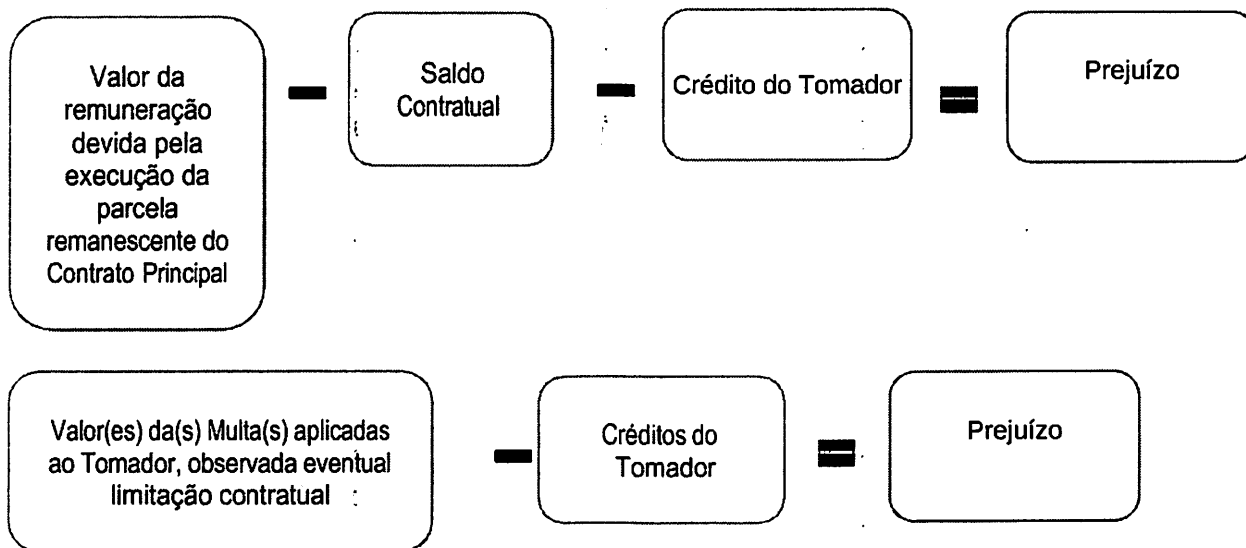 Valor da
remuneração
devida pela
execução da
parcela
remanescente do
Contrato Principal
Saldo
Contratual
Crédito do Tomador
Prejuízo
Valor(es) da(s) Multa(s) aplicadas
ao Tomador, observada eventual
limitação contratual
Créditos do
Tomador
Prejuízo